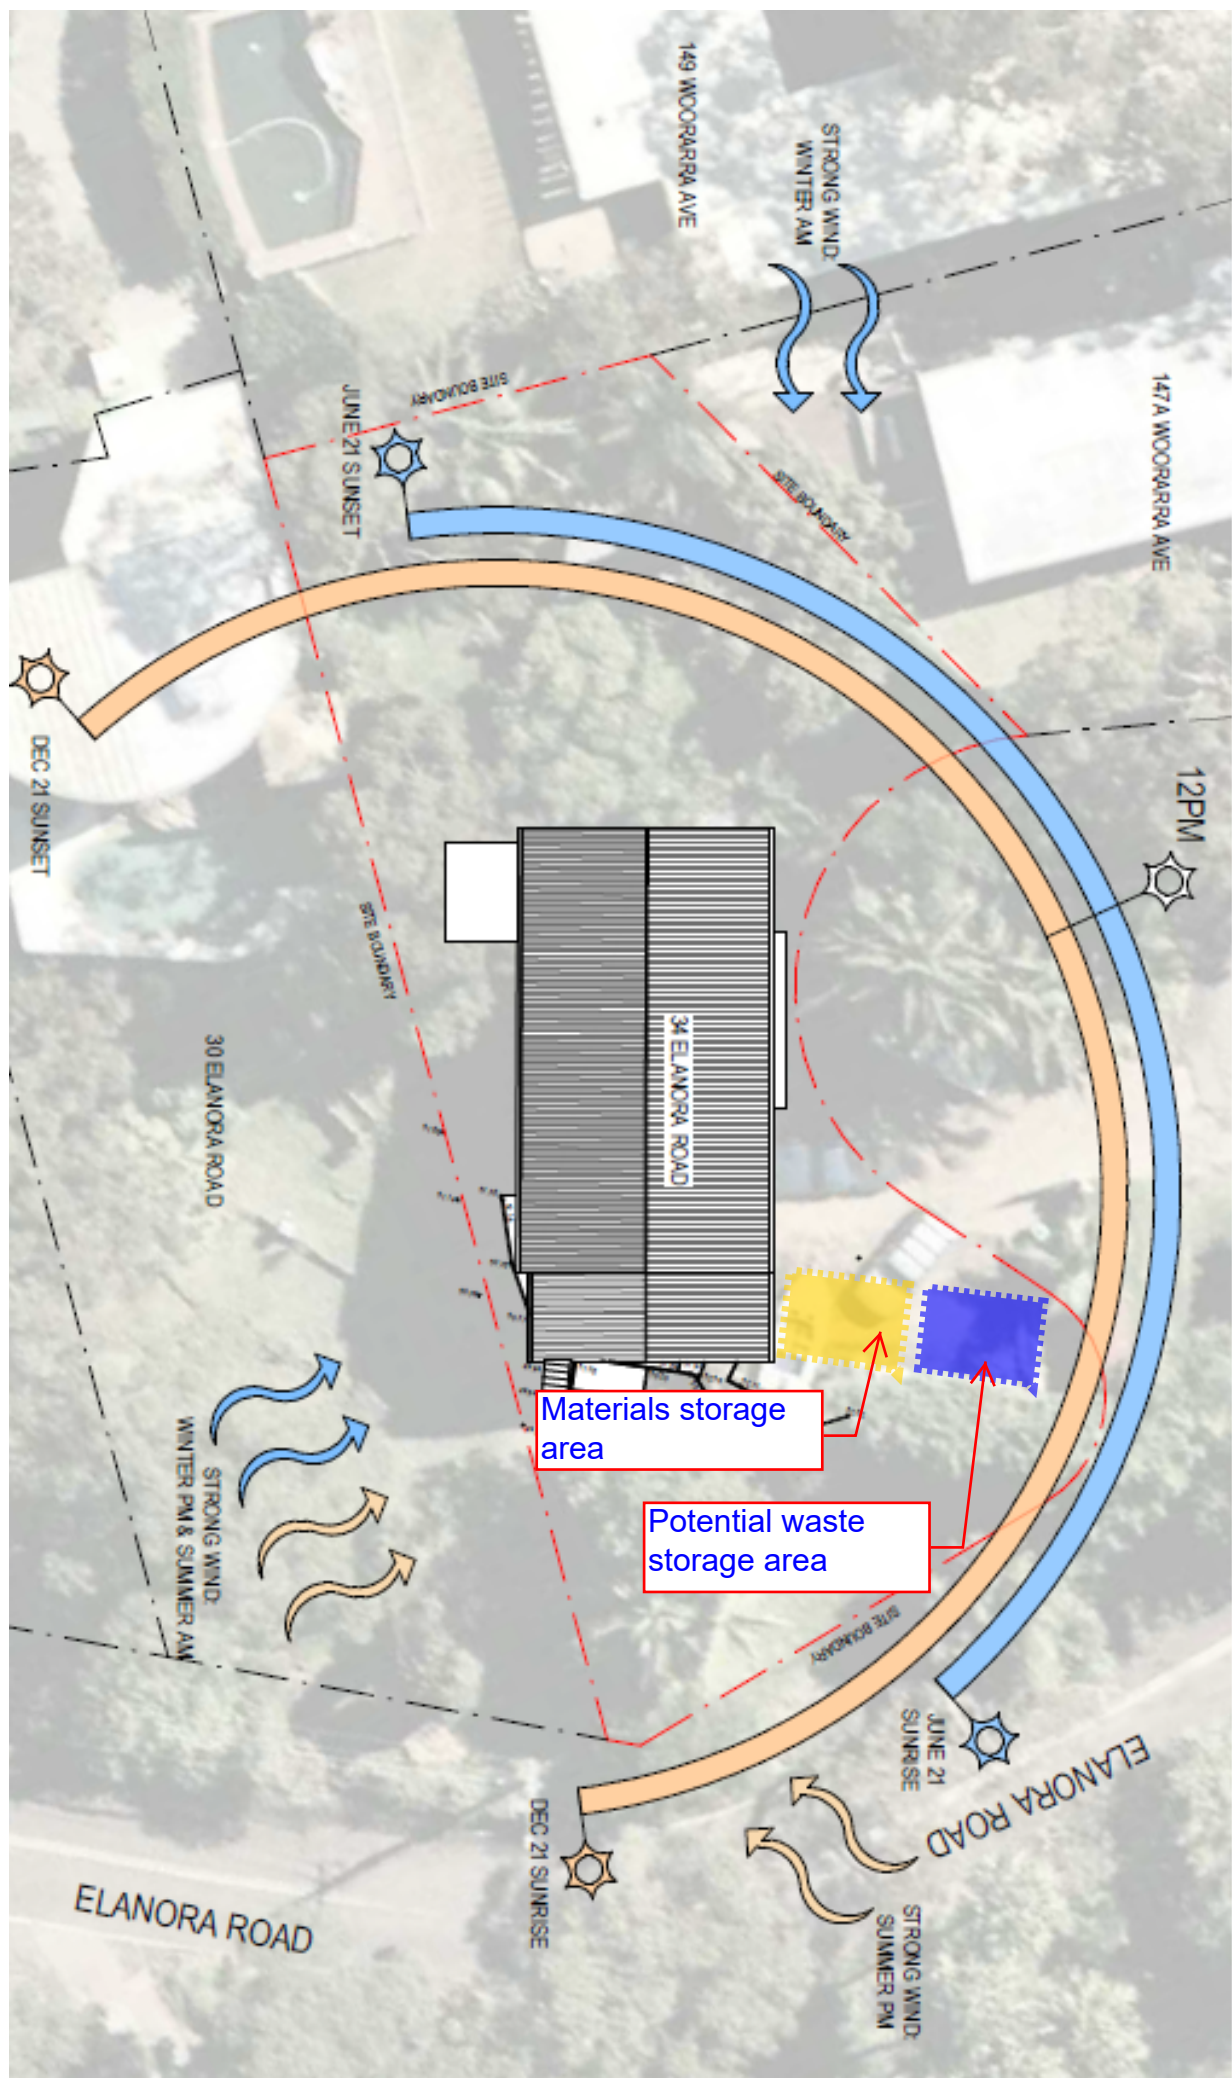 149 WOORARRA AVE
STRONG WIND:
WINTER AM
147A WOORARRA AVE
SITE BOUNDARY
JUNE 21 SUNSET
SITE BOUNDARY
DEC 21 SUNSET
12PM
SITE BOUNDARY
34 ELANORA ROAD
30 ELANORA ROAD
Materials storage
area
Potential waste
storage area
STRONG WIND:
WINTER PM & SUMMER AM
SITE BOUNDARY
JUNE 21
SUNRISE
ELANORA ROAD
DEC 21 SUNRISE
ELANORA ROAD
STRONG WIND:
SUMMER PM